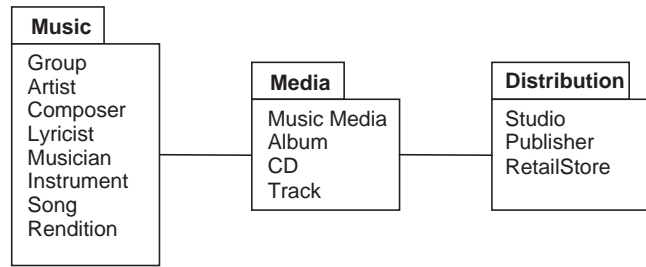 Music
Group
Artist
Composer
Lyricist
Musician
Instrument
Song
Rendition
Media
Music Media
Album
CD
Track
Distribution
Studio
Publisher
RetailStore